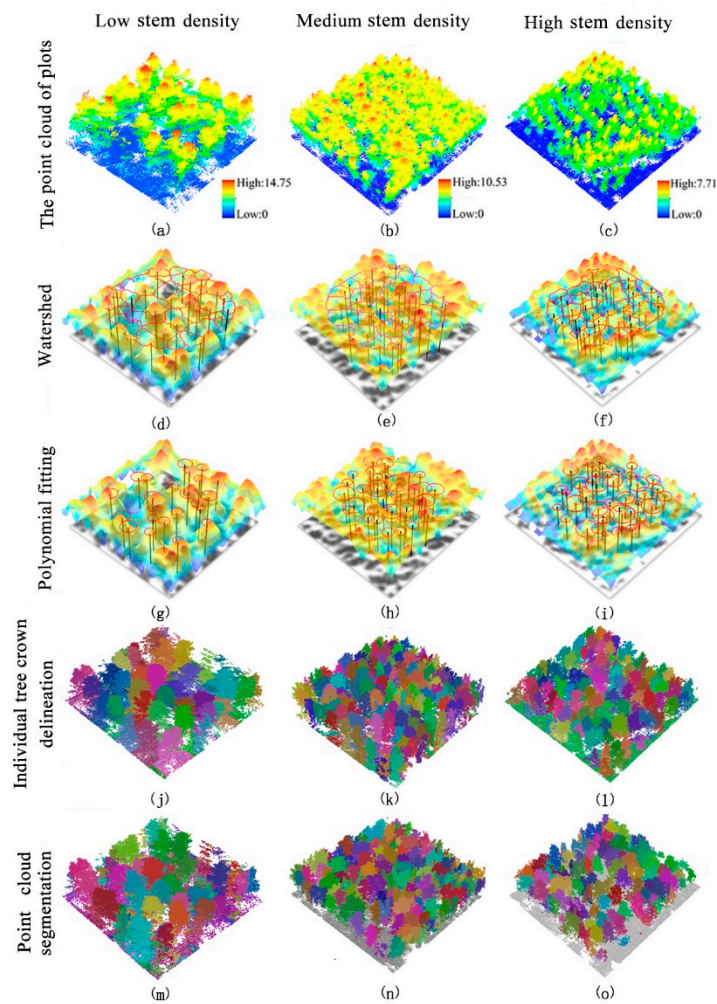 Low stem density
Medium stem density
High stem density
The point cloud of plots
High:14.75
Low:0
High:10.53
Low:0
High:7.71
Low:0
(a)
(b)
(c)
Watershed
(d)
(e)
(f)
Polynomial fitting
(g)
(h)
(i)
Individual tree crown
delineation
(j)
(k)
(l)
Point cloud
segmentation
(m)
(n)
(o)